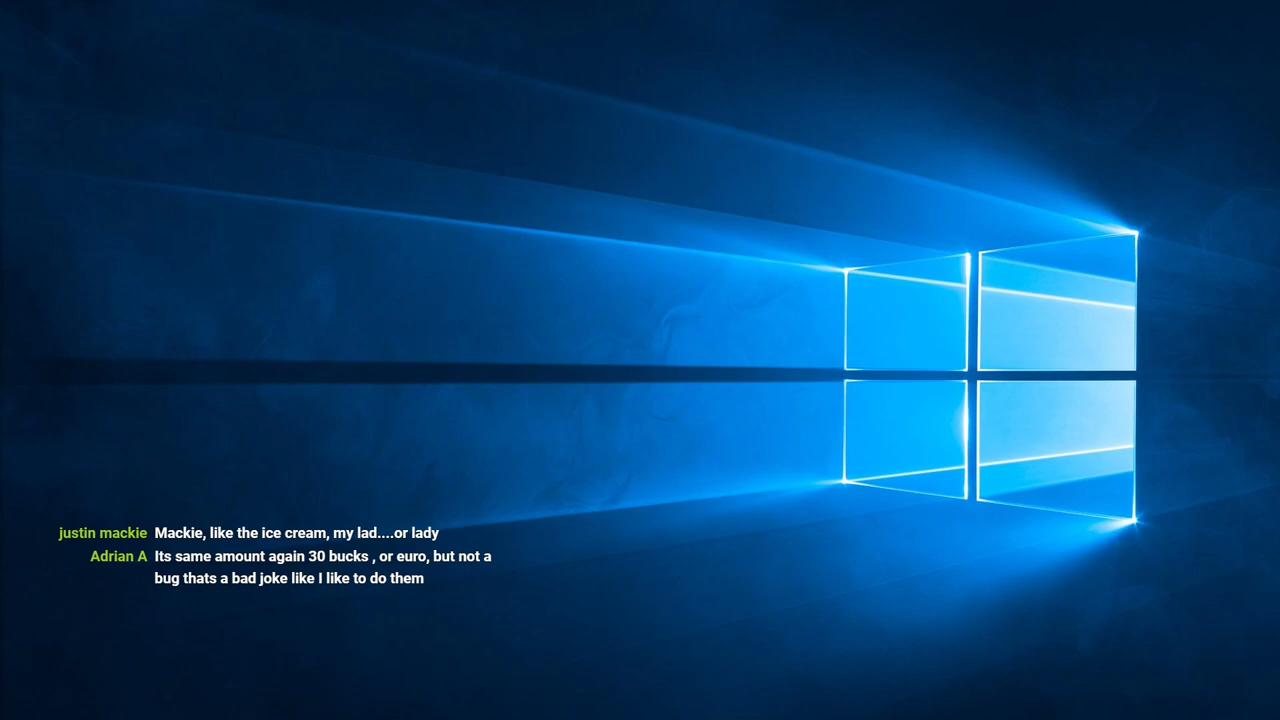 justin mackie Mackie, like the ice cream, my lad....or lady
Adrian A Its same amount again 30 bucks , or euro, but not a
bug thats a bad joke like I like to do them